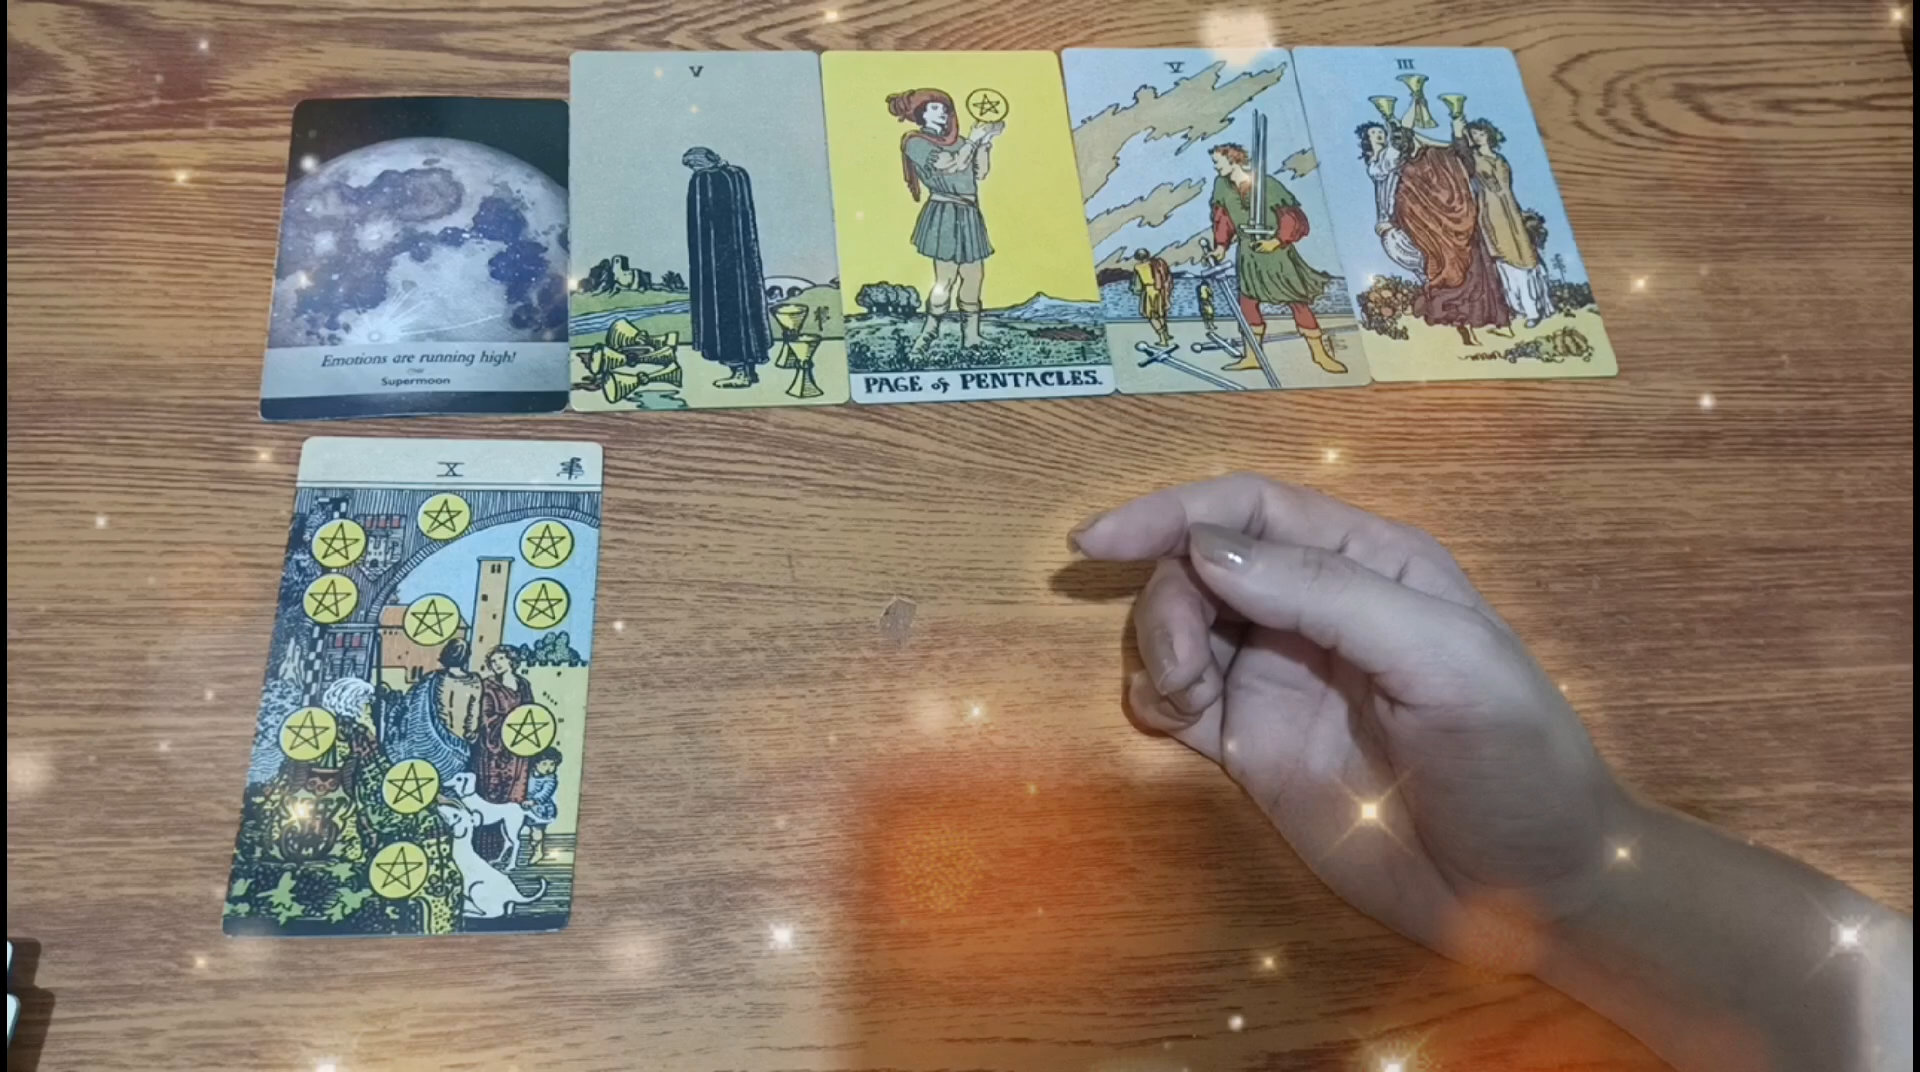 V
V
III
Emotions are running high!
Supermoon
PAGE of PENTACLES.
X